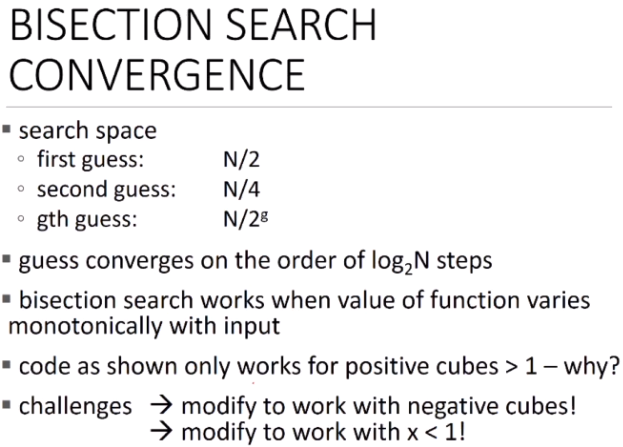 BISECTION SEARCH
CONVERGENCE
▪ search space
◦ first guess: N/2
◦ second guess: N/4
◦ gth guess: N/2ᵍ
▪ guess converges on the order of log₂N steps
▪ bisection search works when value of function varies
monotonically with input
▪ code as shown only works for positive cubes > 1 – why?
▪ challenges → modify to work with negative cubes!
→ modify to work with x < 1!